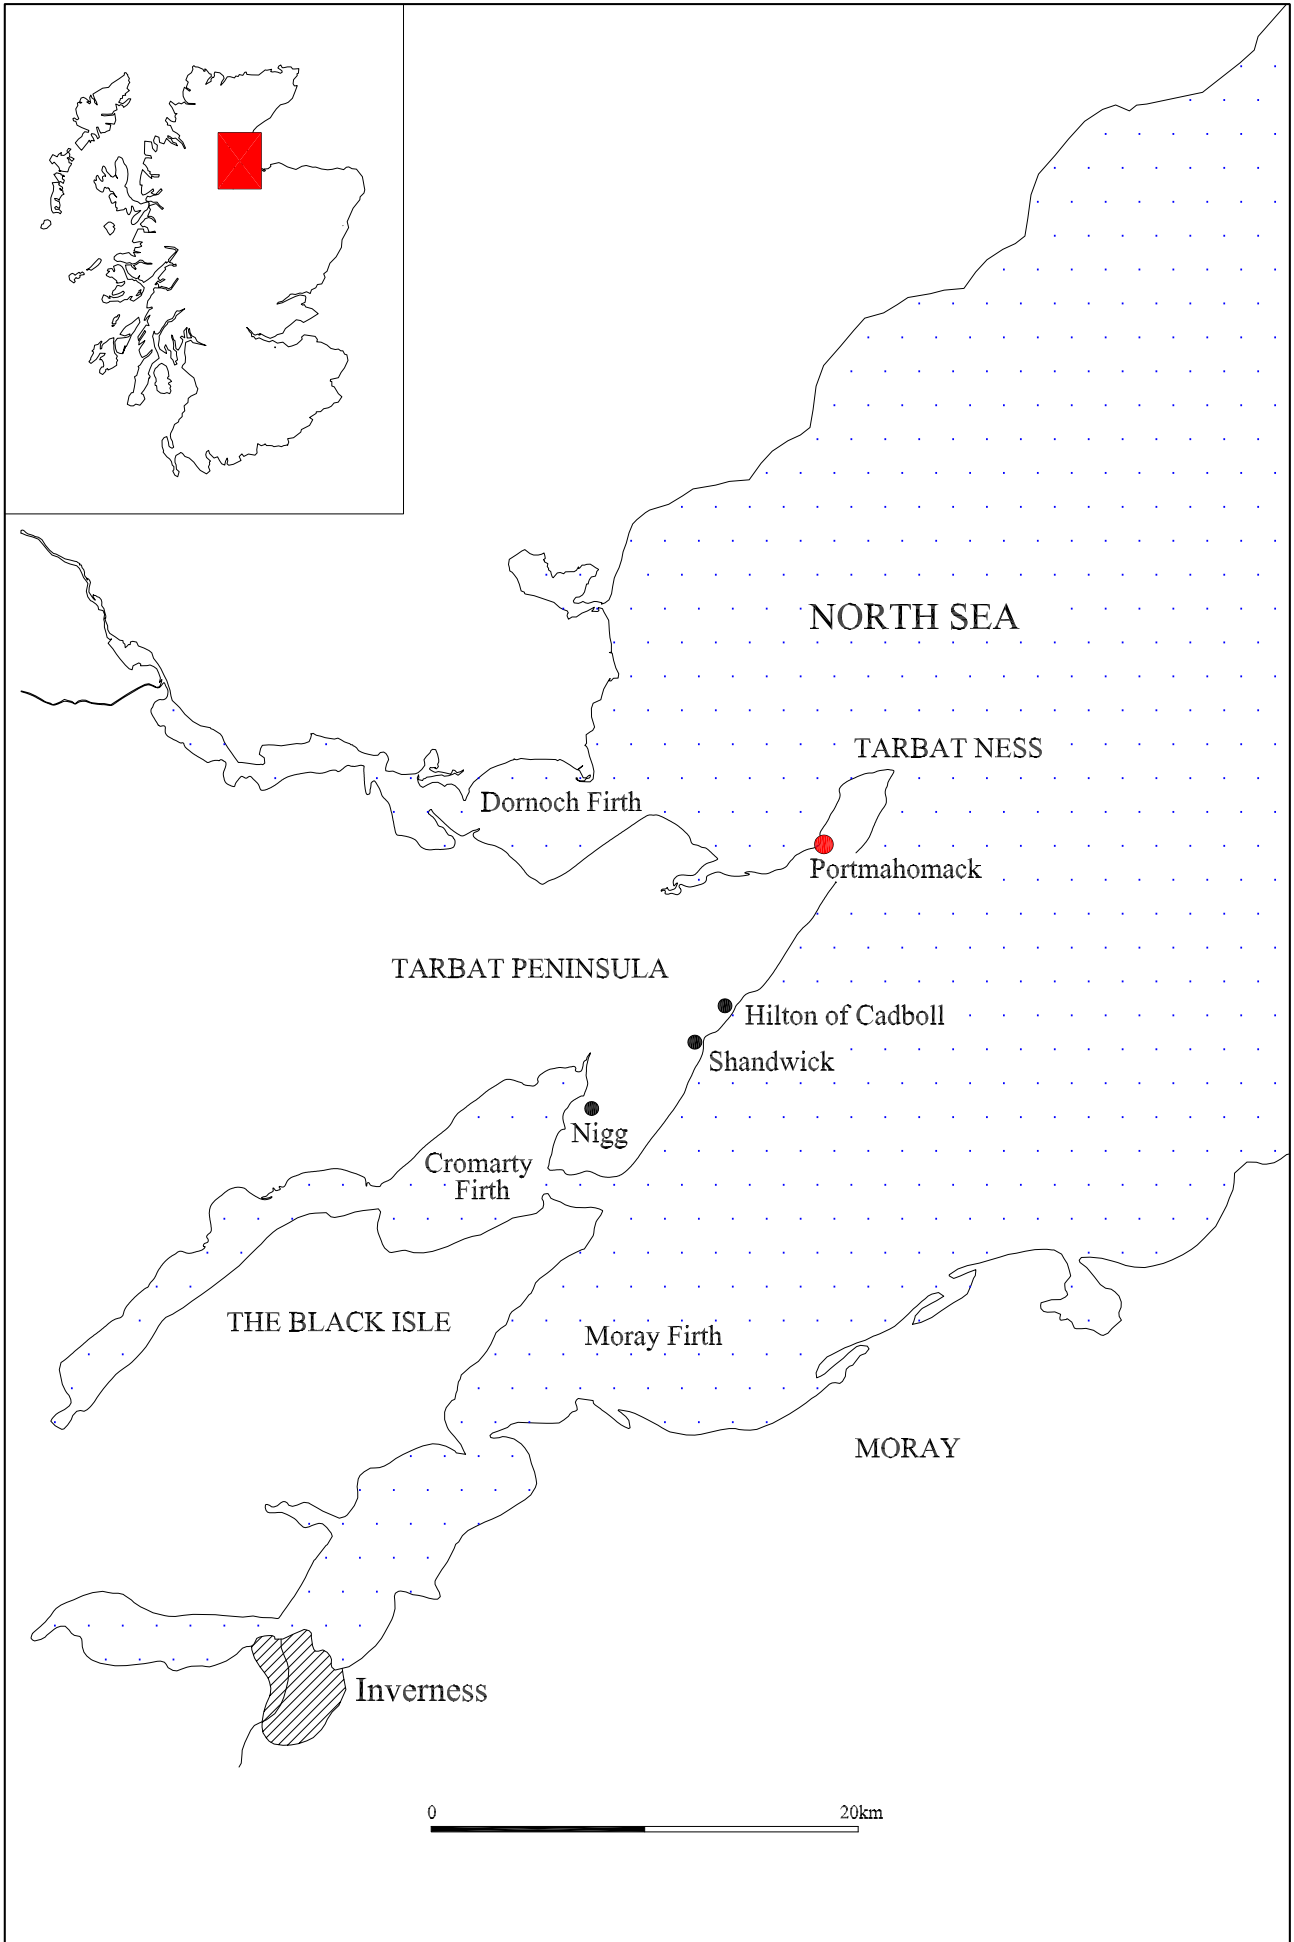 NORTH SEA
TARBAT NESS
Dornoch Firth
Portmahomack
TARBAT PENINSULA
Hilton of Cadboll
Shandwick
Nigg
Cromarty
Firth
THE BLACK ISLE
Moray Firth
MORAY
Inverness
0 20km